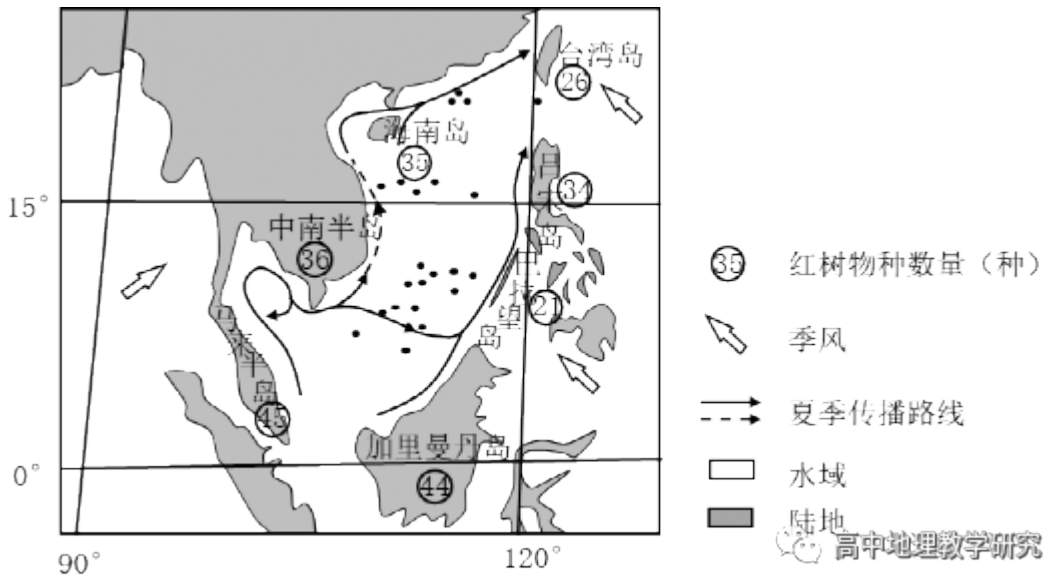 台湾岛
26
海南岛
35
吕宋岛
34
15°
中南半岛
36
巴拉望岛
21
马来半岛
45
加里曼丹岛
44
0°
90°
120°
35 红树物种数量（种）
季风
夏季传播路线
水域
陆地
高中地理教学研究